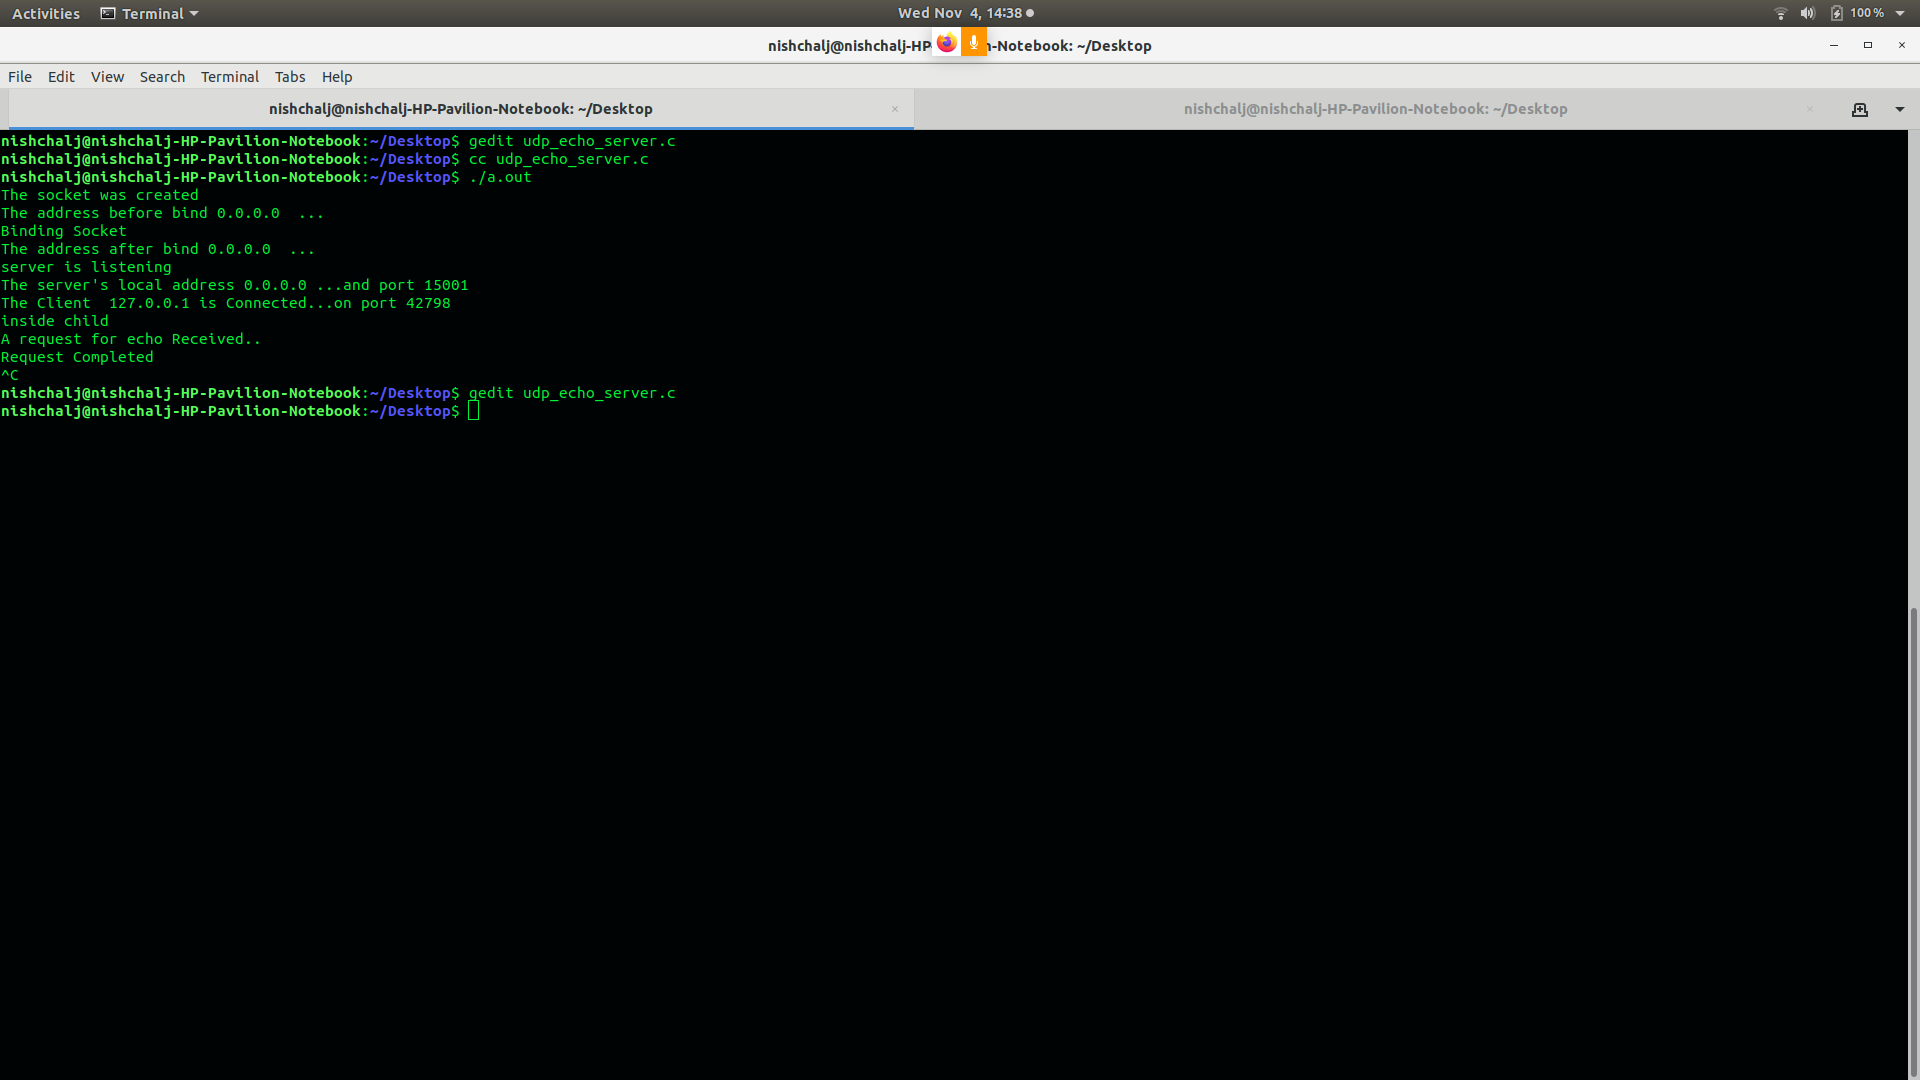 Activities Terminal Wed Nov 4, 14:38 100%
nishchalj@nishchalj-HP- n-Notebook: ~/Desktop
File Edit View Search Terminal Tabs Help
nishchalj@nishchalj-HP-Pavilion-Notebook: ~/Desktop nishchalj@nishchalj-HP-Pavilion-Notebook: ~/Desktop
nishchalj@nishchalj-HP-Pavilion-Notebook:~/Desktop$ gedit udp_echo_server.c
nishchalj@nishchalj-HP-Pavilion-Notebook:~/Desktop$ cc udp_echo_server.c
nishchalj@nishchalj-HP-Pavilion-Notebook:~/Desktop$ ./a.out
The socket was created
The address before bind 0.0.0.0  ...
Binding Socket
The address after bind 0.0.0.0  ...
server is listening
The server's local address 0.0.0.0 ...and port 15001
The Client  127.0.0.1 is Connected...on port 42798
inside child
A request for echo Received..
Request Completed
^C
nishchalj@nishchalj-HP-Pavilion-Notebook:~/Desktop$ gedit udp_echo_server.c
nishchalj@nishchalj-HP-Pavilion-Notebook:~/Desktop$